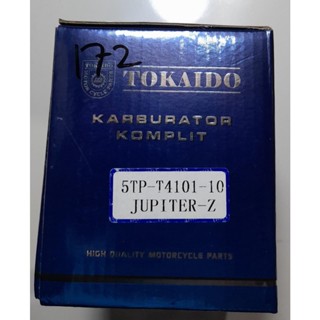 172
TOKAIDO
KARBURATOR
KOMPLIT
5TP-T4101-10
JUPITER-Z
HIGH QUALITY MOTORCYCLE PARTS